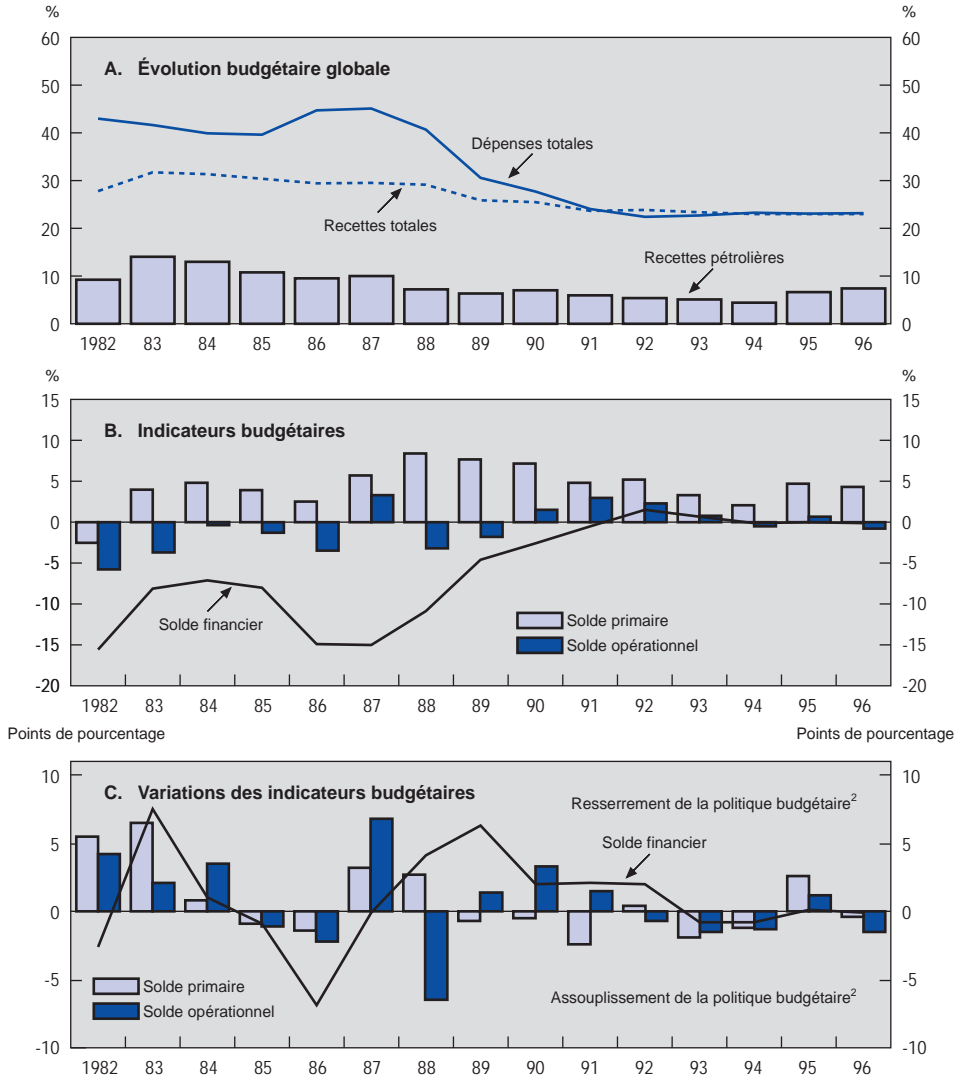 % %
60 60
A. Évolution budgétaire globale
50 50
Dépenses totales
40 40
30 30
Recettes totales
20 20
Recettes pétrolières
10 10
0 0
1982 83 84 85 86 87 88 89 90 91 92 93 94 95 96
% %
15 15
B. Indicateurs budgétaires
10 10
5 5
0 0
-5 -5
-10 -10
Solde financier
Solde primaire
-15 -15
Solde opérationnel
-20 -20
1982 83 84 85 86 87 88 89 90 91 92 93 94 95 96
Points de pourcentage Points de pourcentage
10 10
C. Variations des indicateurs budgétaires
Resserrement de la politique budgétaire²
Solde financier
5 5
0 0
-5 -5
Solde primaire
Assouplissement de la politique budgétaire²
Solde opérationnel
-10 -10
1982 83 84 85 86 87 88 89 90 91 92 93 94 95 96